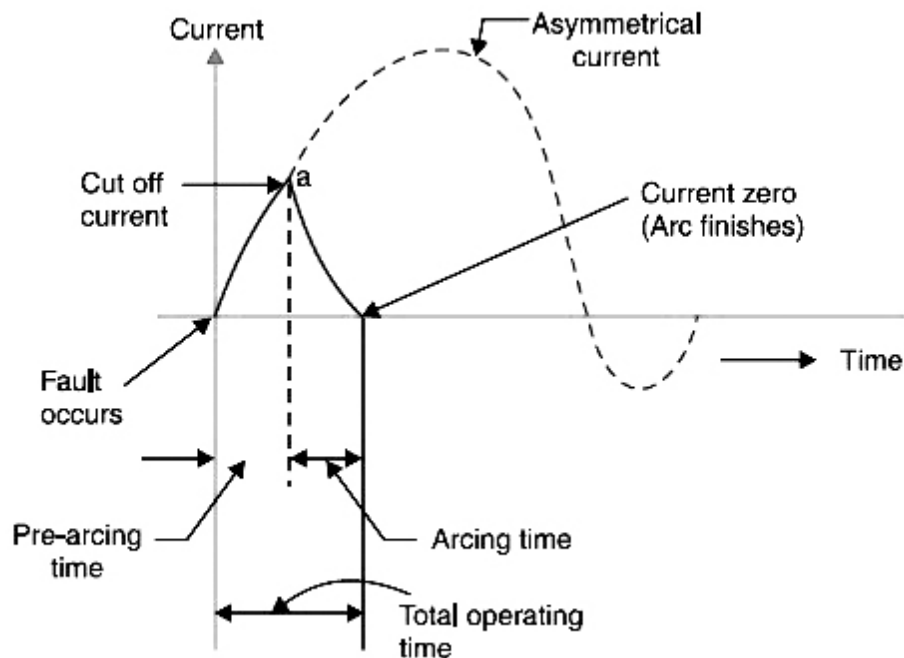 Current
Asymmetrical
current
Cut off
current
a
Current zero
(Arc finishes)
Time
Fault
occurs
Pre-arcing
time
Arcing time
Total operating
time